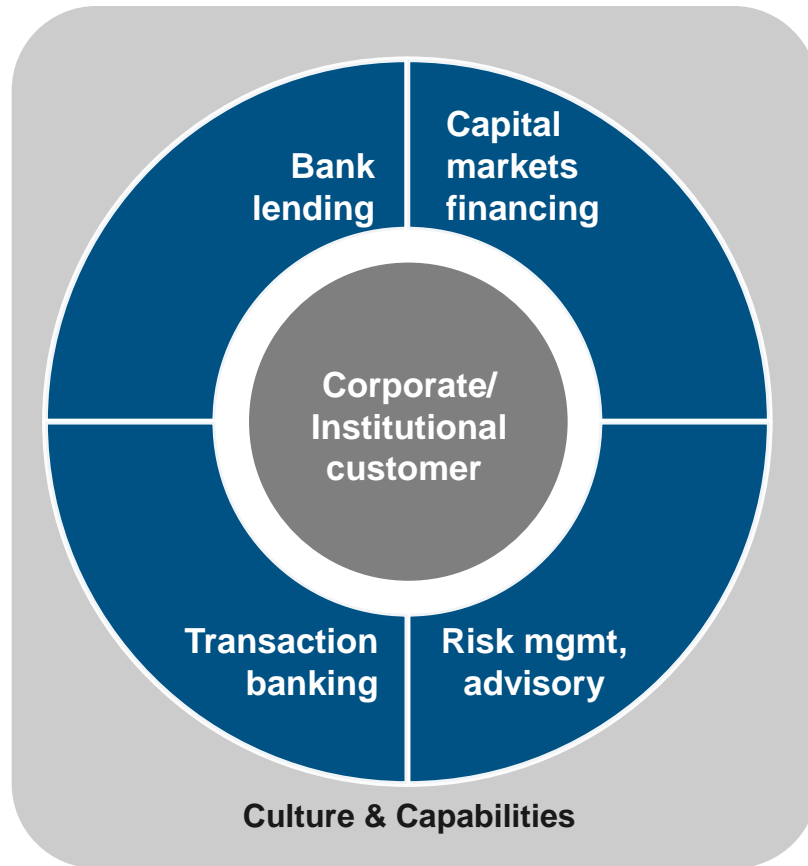 Bank
lending
Capital
markets
financing
Corporate/
Institutional
customer
Transaction
banking
Risk mgmt,
advisory
Culture & Capabilities